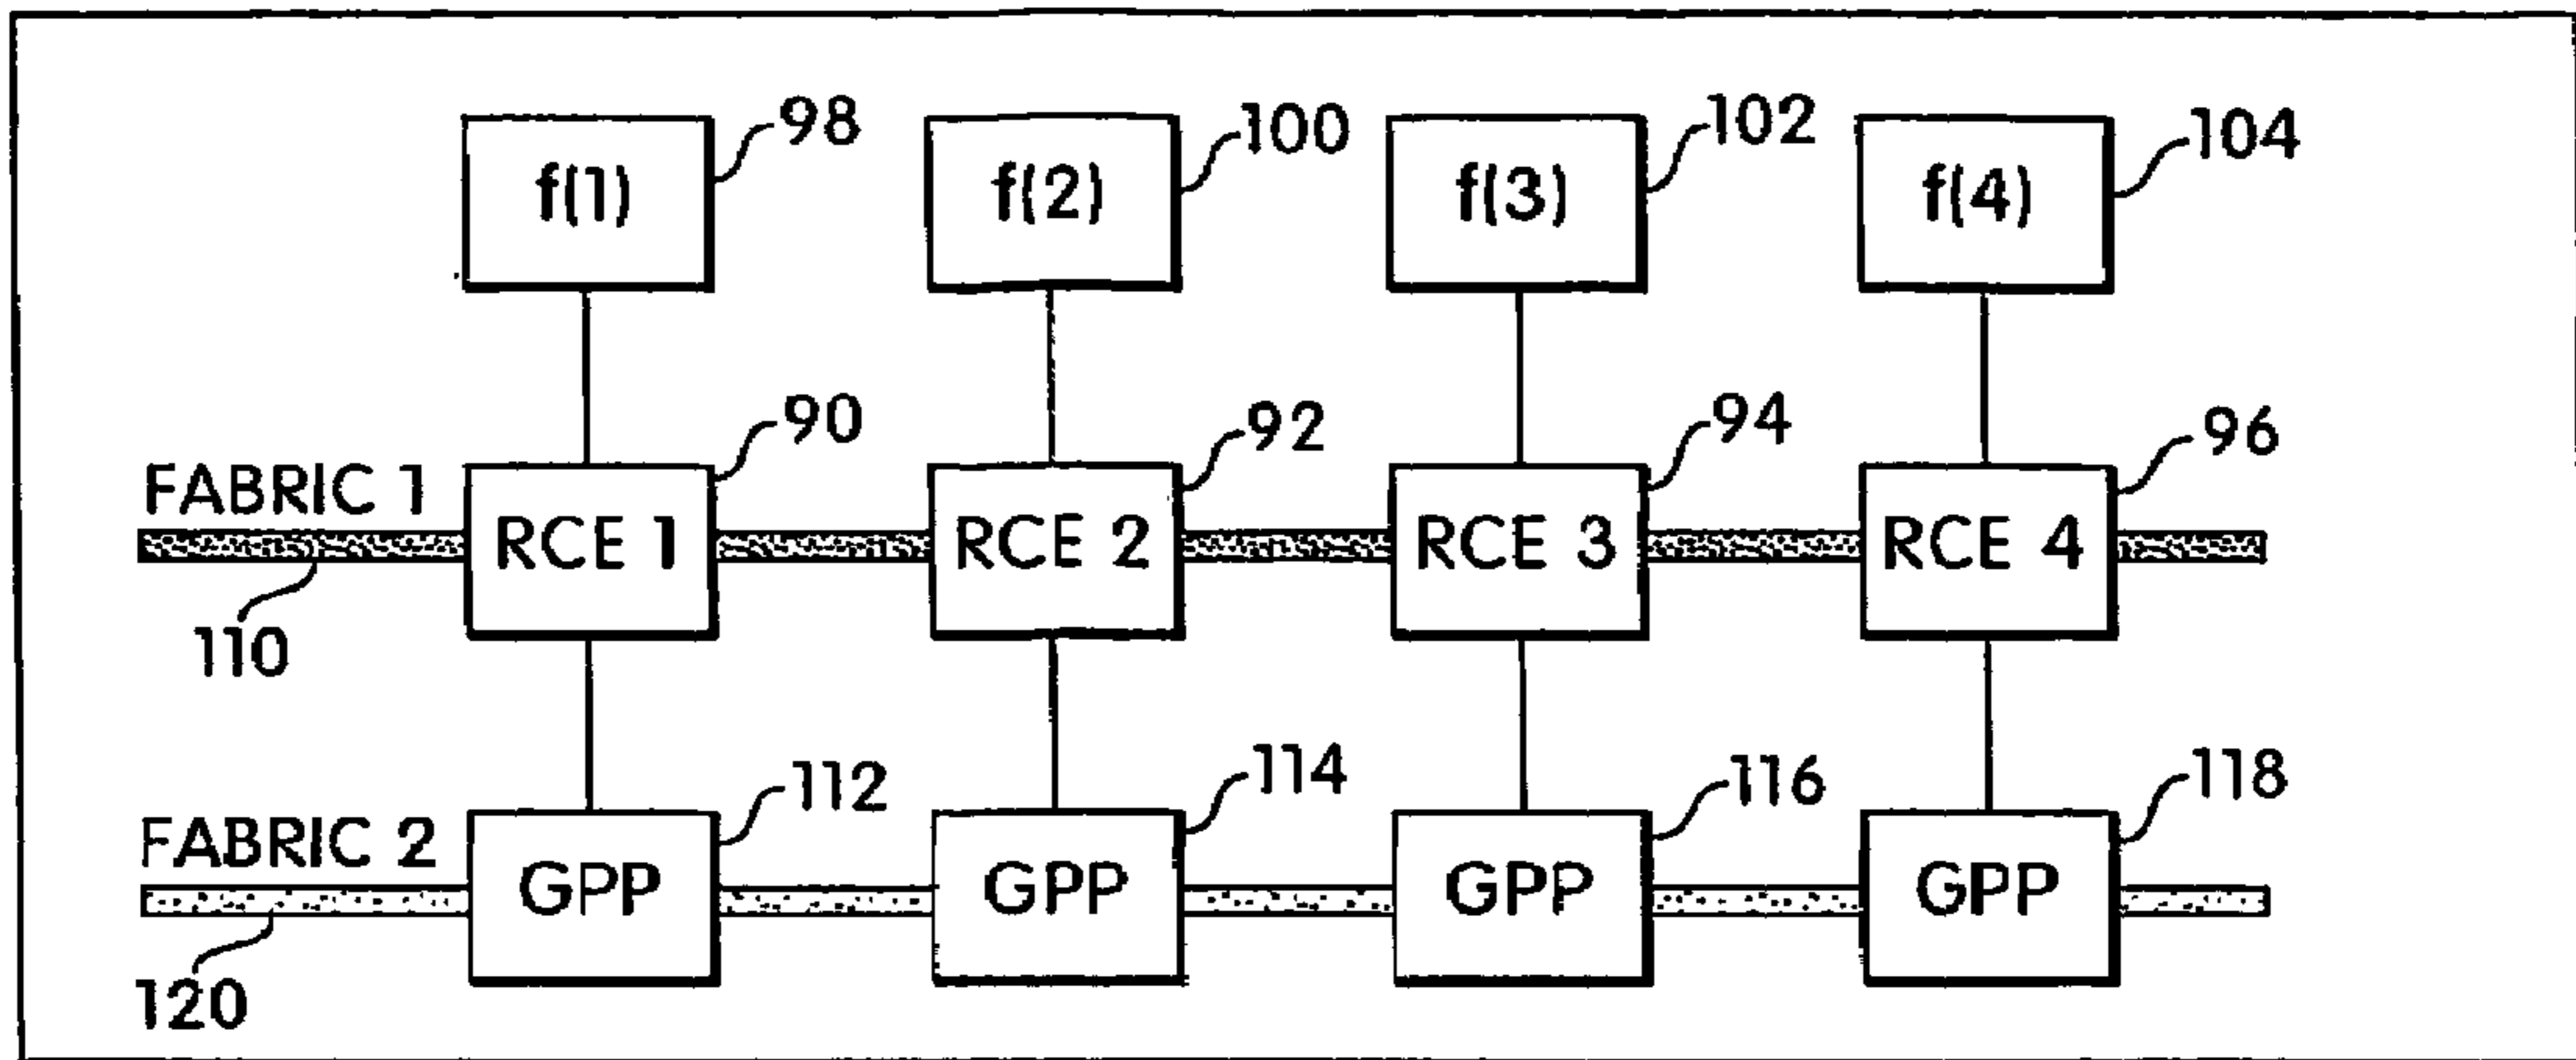 98 100 102 104
f(1) f(2) f(3) f(4)
90 92 94 96
FABRIC 1
RCE 1 RCE 2 RCE 3 RCE 4
110
112 114 116 118
FABRIC 2
GPP GPP GPP GPP
120